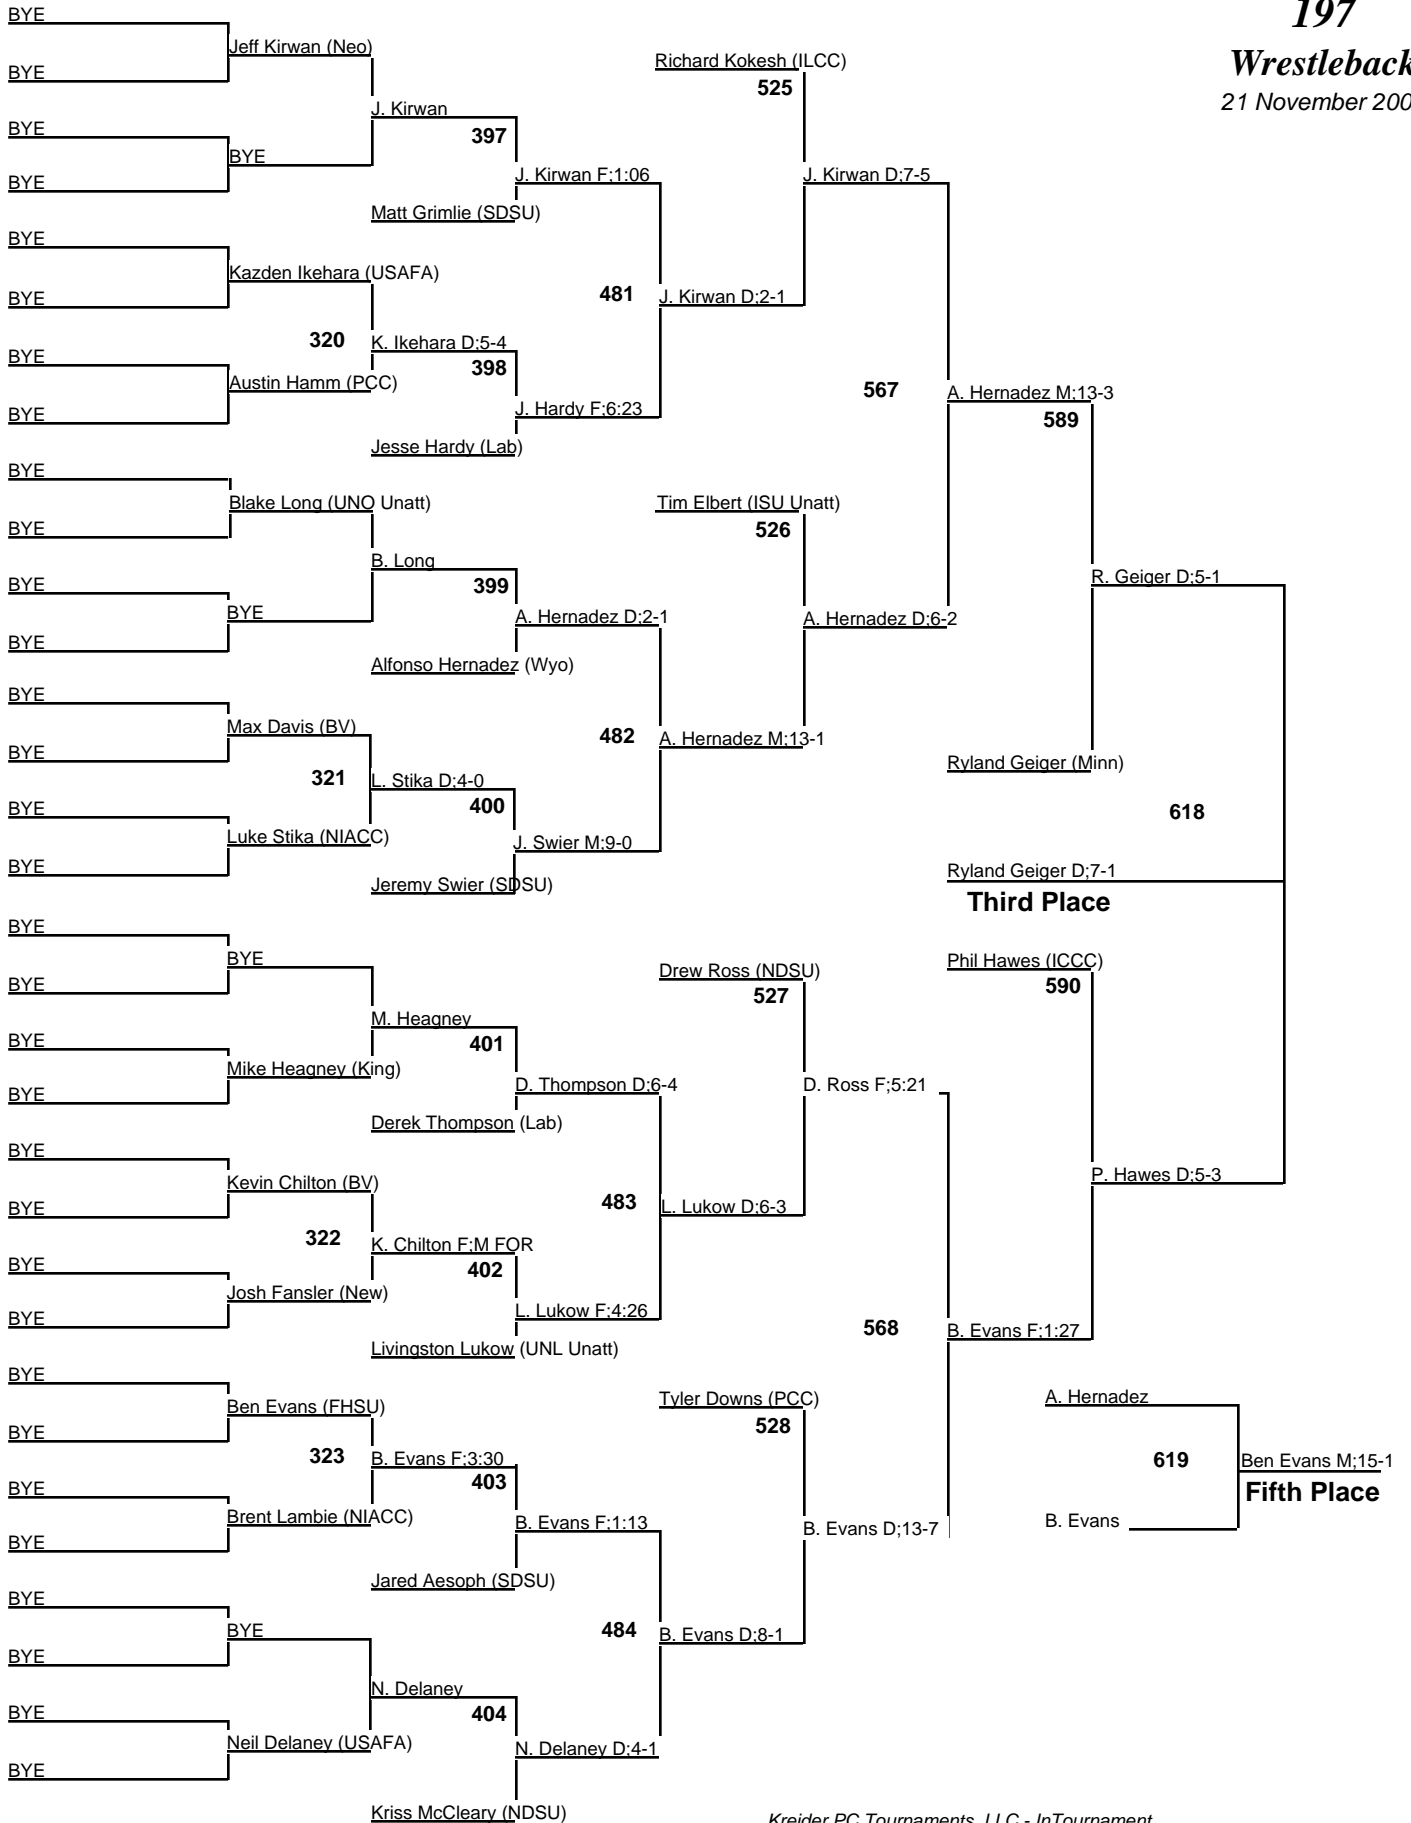 197
Wrestleback
21 November 200
BYE
Jeff Kirwan (Neo)
BYE
J. Kirwan
397
BYE
BYE
BYE
J. Kirwan F;1:06
Matt Grimlie (SDSU)
Richard Kokesh (ILCC)
525
J. Kirwan D;7-5
BYE
Kazden Ikehara (USAFA)
BYE
481
J. Kirwan D;2-1
320
K. Ikehara D;5-4
398
BYE
Austin Hamm (PCC)
BYE
J. Hardy F;6:23
Jesse Hardy (Lab)
567
A. Hernadez M;13-3
589
BYE
Blake Long (UNO Unatt)
BYE
B. Long
399
BYE
BYE
BYE
A. Hernadez D;2-1
Alfonso Hernadez (Wyo)
Tim Elbert (ISU Unatt)
526
A. Hernadez D;6-2
R. Geiger D;5-1
BYE
Max Davis (BV)
BYE
482
A. Hernadez M;13-1
321
L. Stika D;4-0
400
BYE
Luke Stika (NIACC)
BYE
J. Swier M;9-0
Jeremy Swier (SDSU)
Ryland Geiger (Minn)
618
Ryland Geiger D;7-1
Third Place
BYE
BYE
BYE
M. Heagney
401
BYE
Mike Heagney (King)
BYE
D. Thompson D;6-4
Derek Thompson (Lab)
Drew Ross (NDSU)
527
D. Ross F;5:21
Phil Hawes (ICCC)
590
P. Hawes D;5-3
BYE
Kevin Chilton (BV)
BYE
483
L. Lukow D;6-3
322
K. Chilton F;M FOR
402
BYE
Josh Fansler (New)
BYE
L. Lukow F;4:26
Livingston Lukow (UNL Unatt)
568
B. Evans F;1:27
BYE
Ben Evans (FHSU)
BYE
323
B. Evans F;3:30
403
BYE
Brent Lambie (NIACC)
BYE
B. Evans F;1:13
Jared Aesoph (SDSU)
Tyler Downs (PCC)
528
B. Evans D;13-7
A. Hernadez
619
Ben Evans M;15-1
Fifth Place
B. Evans
BYE
BYE
BYE
484
B. Evans D;8-1
N. Delaney
404
BYE
Neil Delaney (USAFA)
BYE
N. Delaney D;4-1
Kriss McCleary (NDSU)
Kreider PC Tournaments, LLC - InTournament